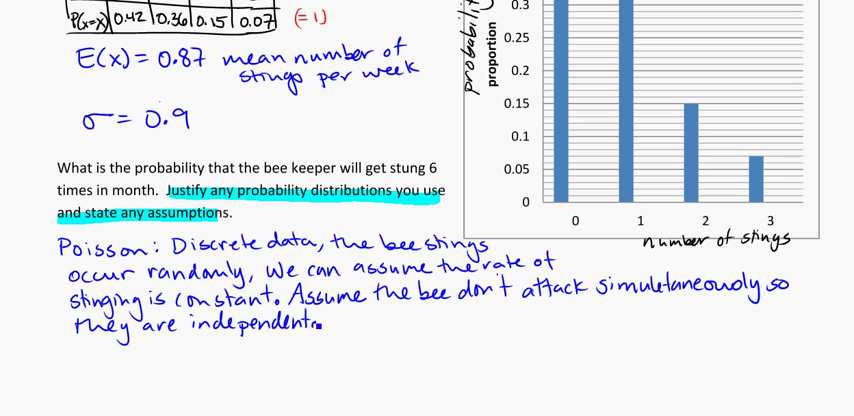 P(X=x) 0.42 0.36 0.15 0.07 (=1)
E(x) = 0.87 mean number of
stings per week
σ = 0.9
What is the probability that the bee keeper will get stung 6
times in month. Justify any probability distributions you use
and state any assumptions.
Poisson: Discrete data, the bee stings
occur randomly, We can assume the rate of
stinging is constant. Assume the bee don't attack simuletaneously so
they are independent.
probability
proportion
0.3
0.25
0.2
0.15
0.1
0.05
0
0 1 2 3
number of stings